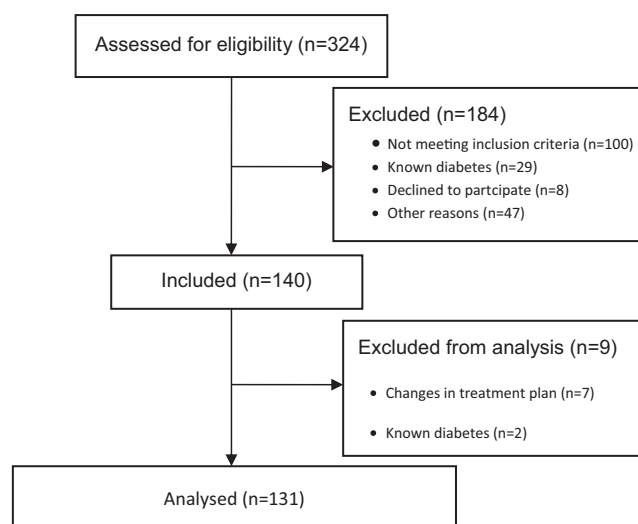 Assessed for eligibility (n=324)
Excluded (n=184)
• Not meeting inclusion criteria (n=100)
• Known diabetes (n=29)
• Declined to partcipate (n=8)
• Other reasons (n=47)
Included (n=140)
Excluded from analysis (n=9)
• Changes in treatment plan (n=7)
• Known diabetes (n=2)
Analysed (n=131)